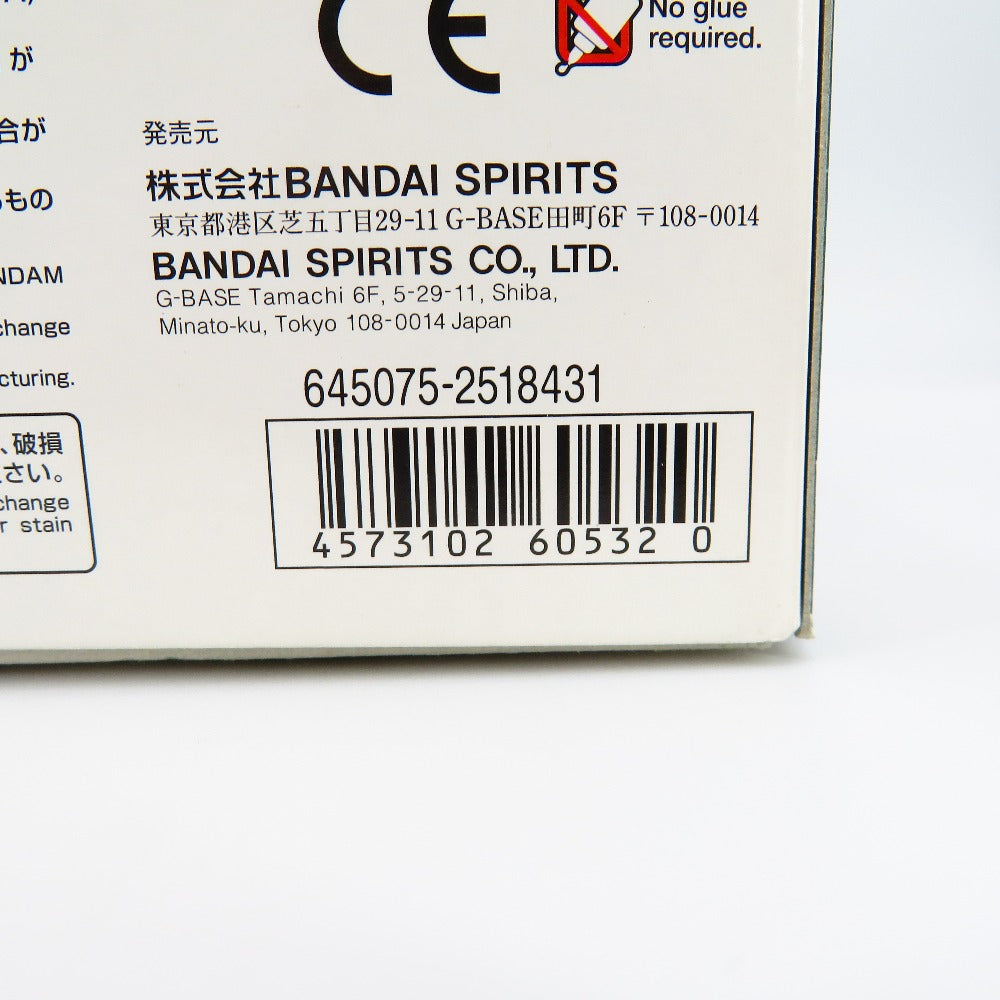 が
合が
もの
NDAM
change
cturing.
、破損
さい。
change
r stain
CE
No glue
required.
発売元
株式会社BANDAI SPIRITS
東京都港区芝五丁目29-11 G-BASE田町6F 〒108-0014
BANDAI SPIRITS CO., LTD.
G-BASE Tamachi 6F, 5-29-11, Shiba,
Minato-ku, Tokyo 108-0014 Japan
645075-2518431
4573102 60532 0